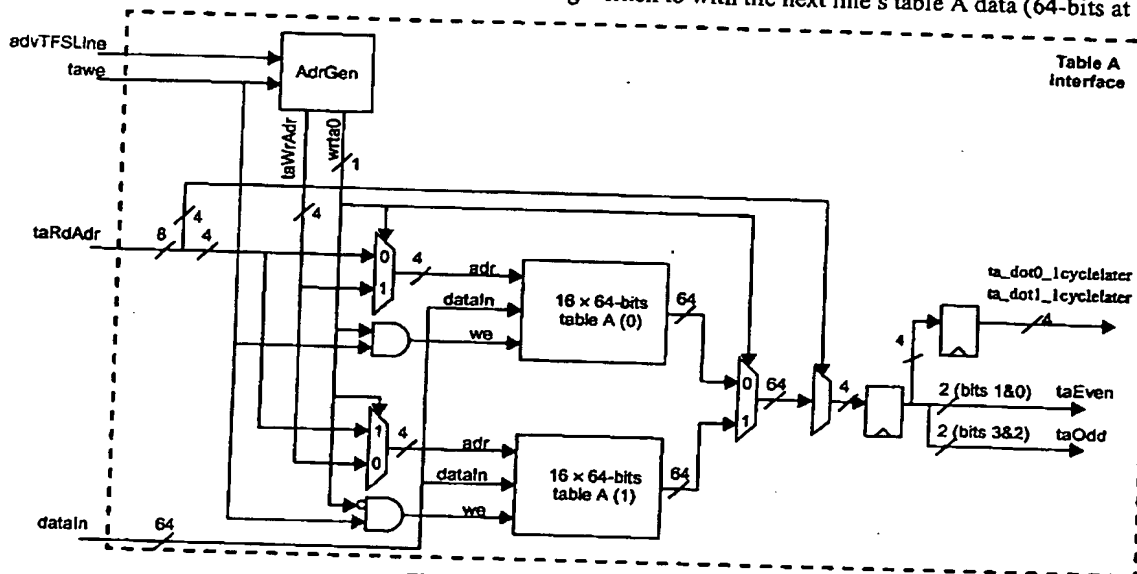 with the next line's table A data (64-bits at
advTFSLine
tawe
AdrGen
Table A
Interface
taWrAdr
wrta0
1
4
4
8
4
taRdAdr
0
1
4
adr
dataIn
we
16 × 64-bits
table A (0)
64
ta_dot0_1cyclelater
ta_dot1_1cyclelater
4
4
0
1
64
4
2 (bits 1&0)
taEven
2 (bits 3&2)
taOdd
1
0
4
adr
dataIn
we
16 × 64-bits
table A (1)
64
dataIn
64